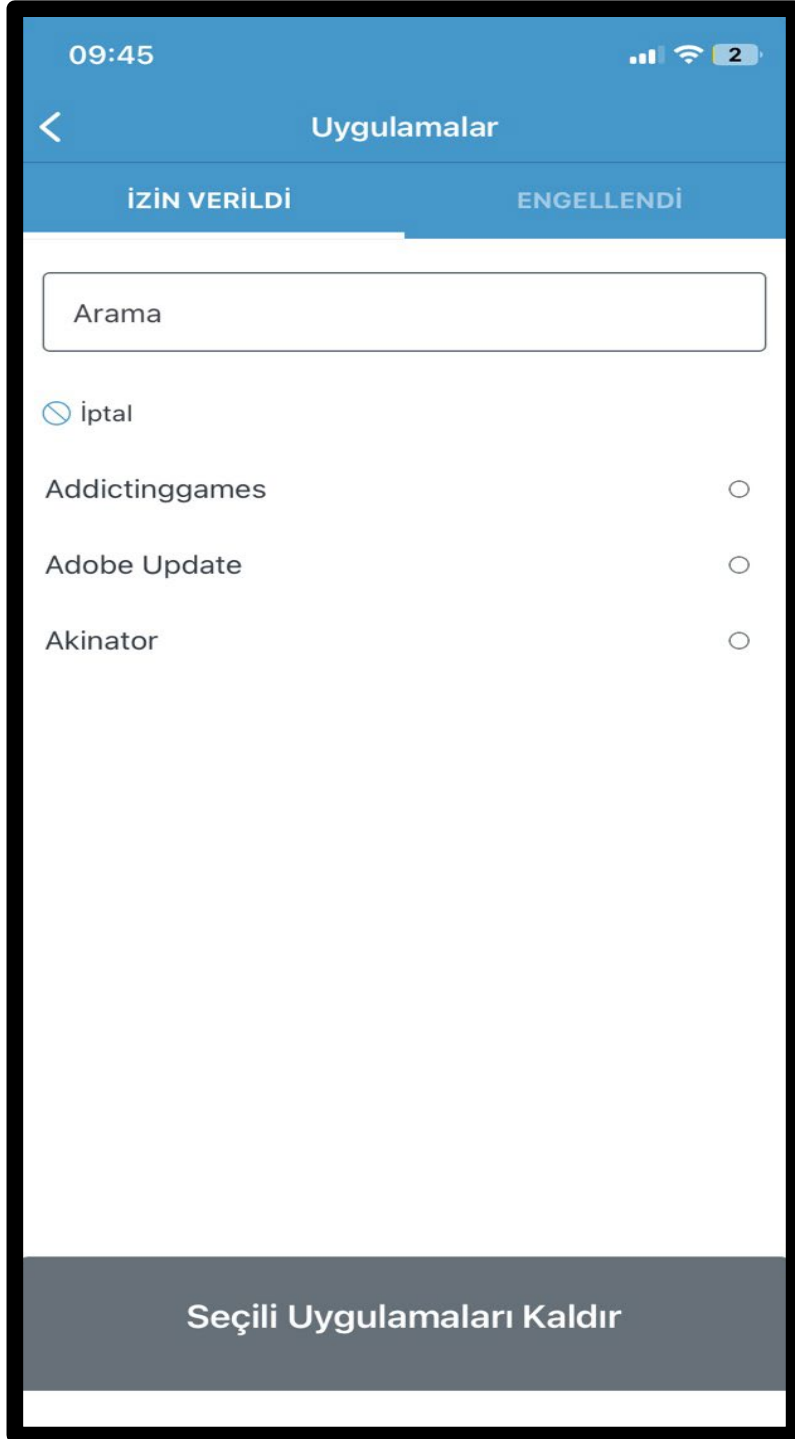 09:45
2
Uygulamalar
İZİN VERİLDİ
ENGELLENDİ
Arama
İptal
Addictinggames
Adobe Update
Akinator
Seçili Uygulamaları Kaldır